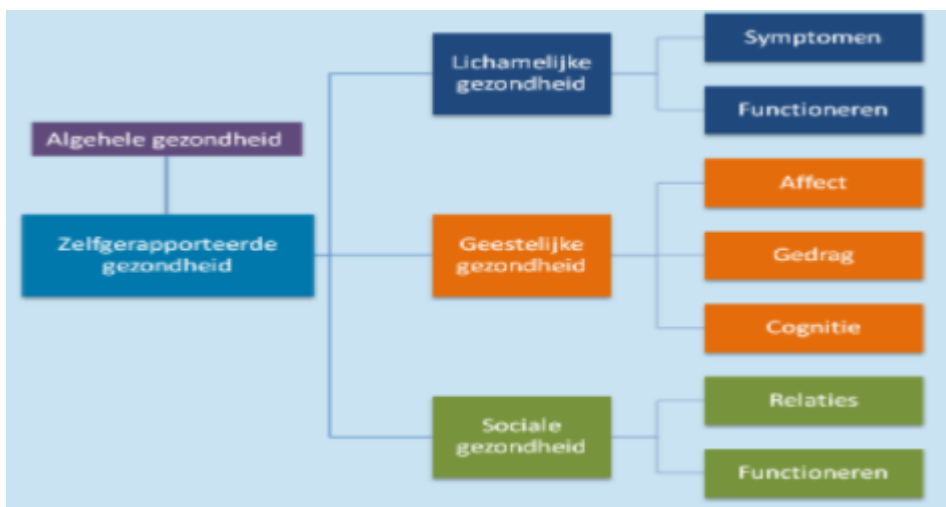 Algehele gezondheid
Zelfgerapporteerde
gezondheid
Lichamelijke
gezondheid
Symptomen
Functioneren
Geestelijke
gezondheid
Affect
Gedrag
Cognitie
Sociale
gezondheid
Relaties
Functioneren